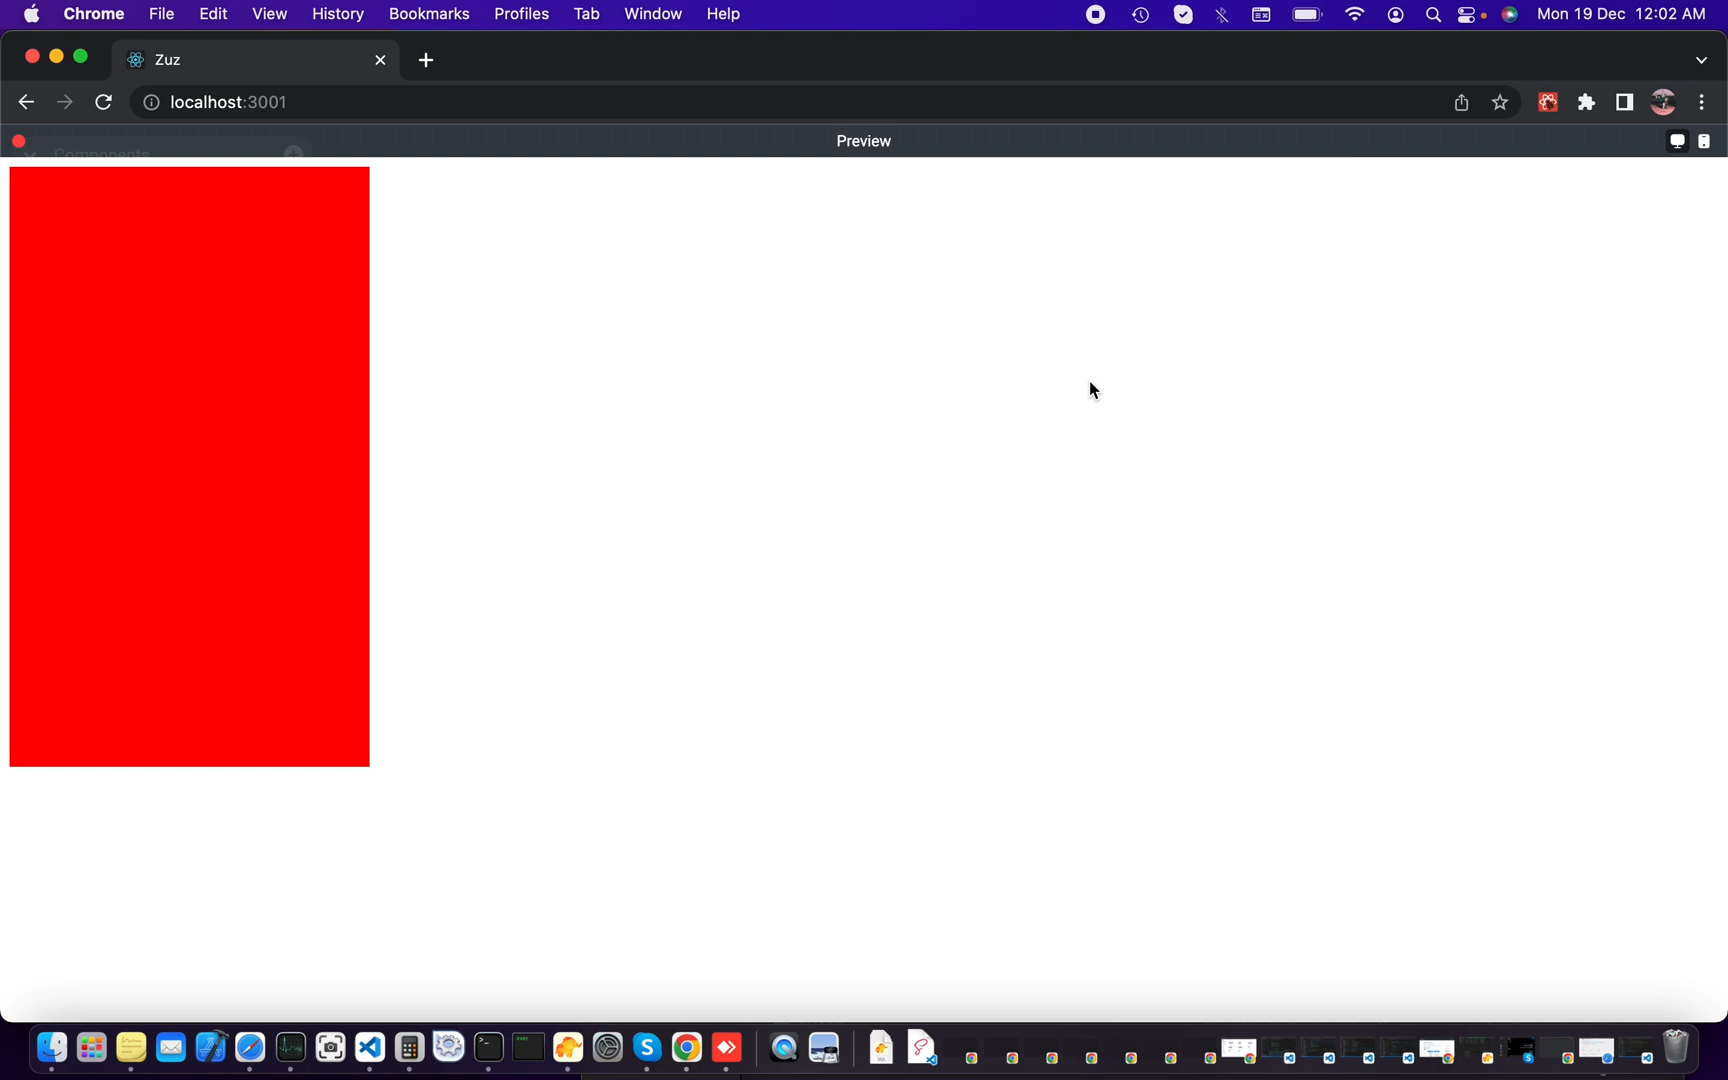 Chrome File Edit View History Bookmarks Profiles Tab Window Help Mon 19 Dec 12:02 AM
Zuz
localhost:3001
Components Preview